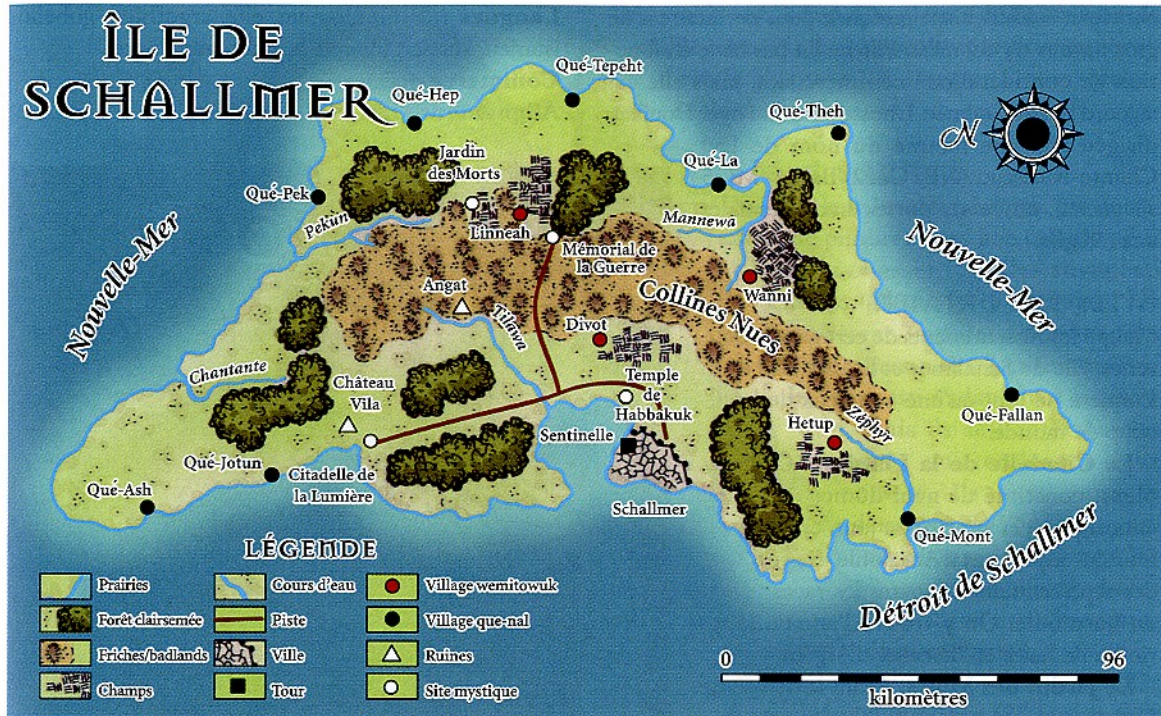 ÎLE DE
SCHALLMER
Qué-Tepeht
Qué-Hep
Qué-Theh
N
Jardin
des Morts
Qué-La
Qué-Pek
Pekun
Linneah
Mannewa
Nouvelle-Mer
Mémorial de
la Guerre
Nouvelle-Mer
Angat
Wanni
Collines Nues
Tilawa
Divot
Chantante
Château
Vila
Temple
de
Habbakuk
Qué-Fallan
Zéphyr
Hetup
Sentinelle
Qué-Jotun
Citadelle de
la Lumière
Qué-Ash
Schallmer
Qué-Mont
Détroit de Schallmer
LÉGENDE
Prairies
Cours d'eau
Village wemitowuk
Forêt clairsemée
Piste
Village que-nal
Friches/badlands
Ville
Ruines
Champs
Tour
Site mystique
0
96
kilomètres